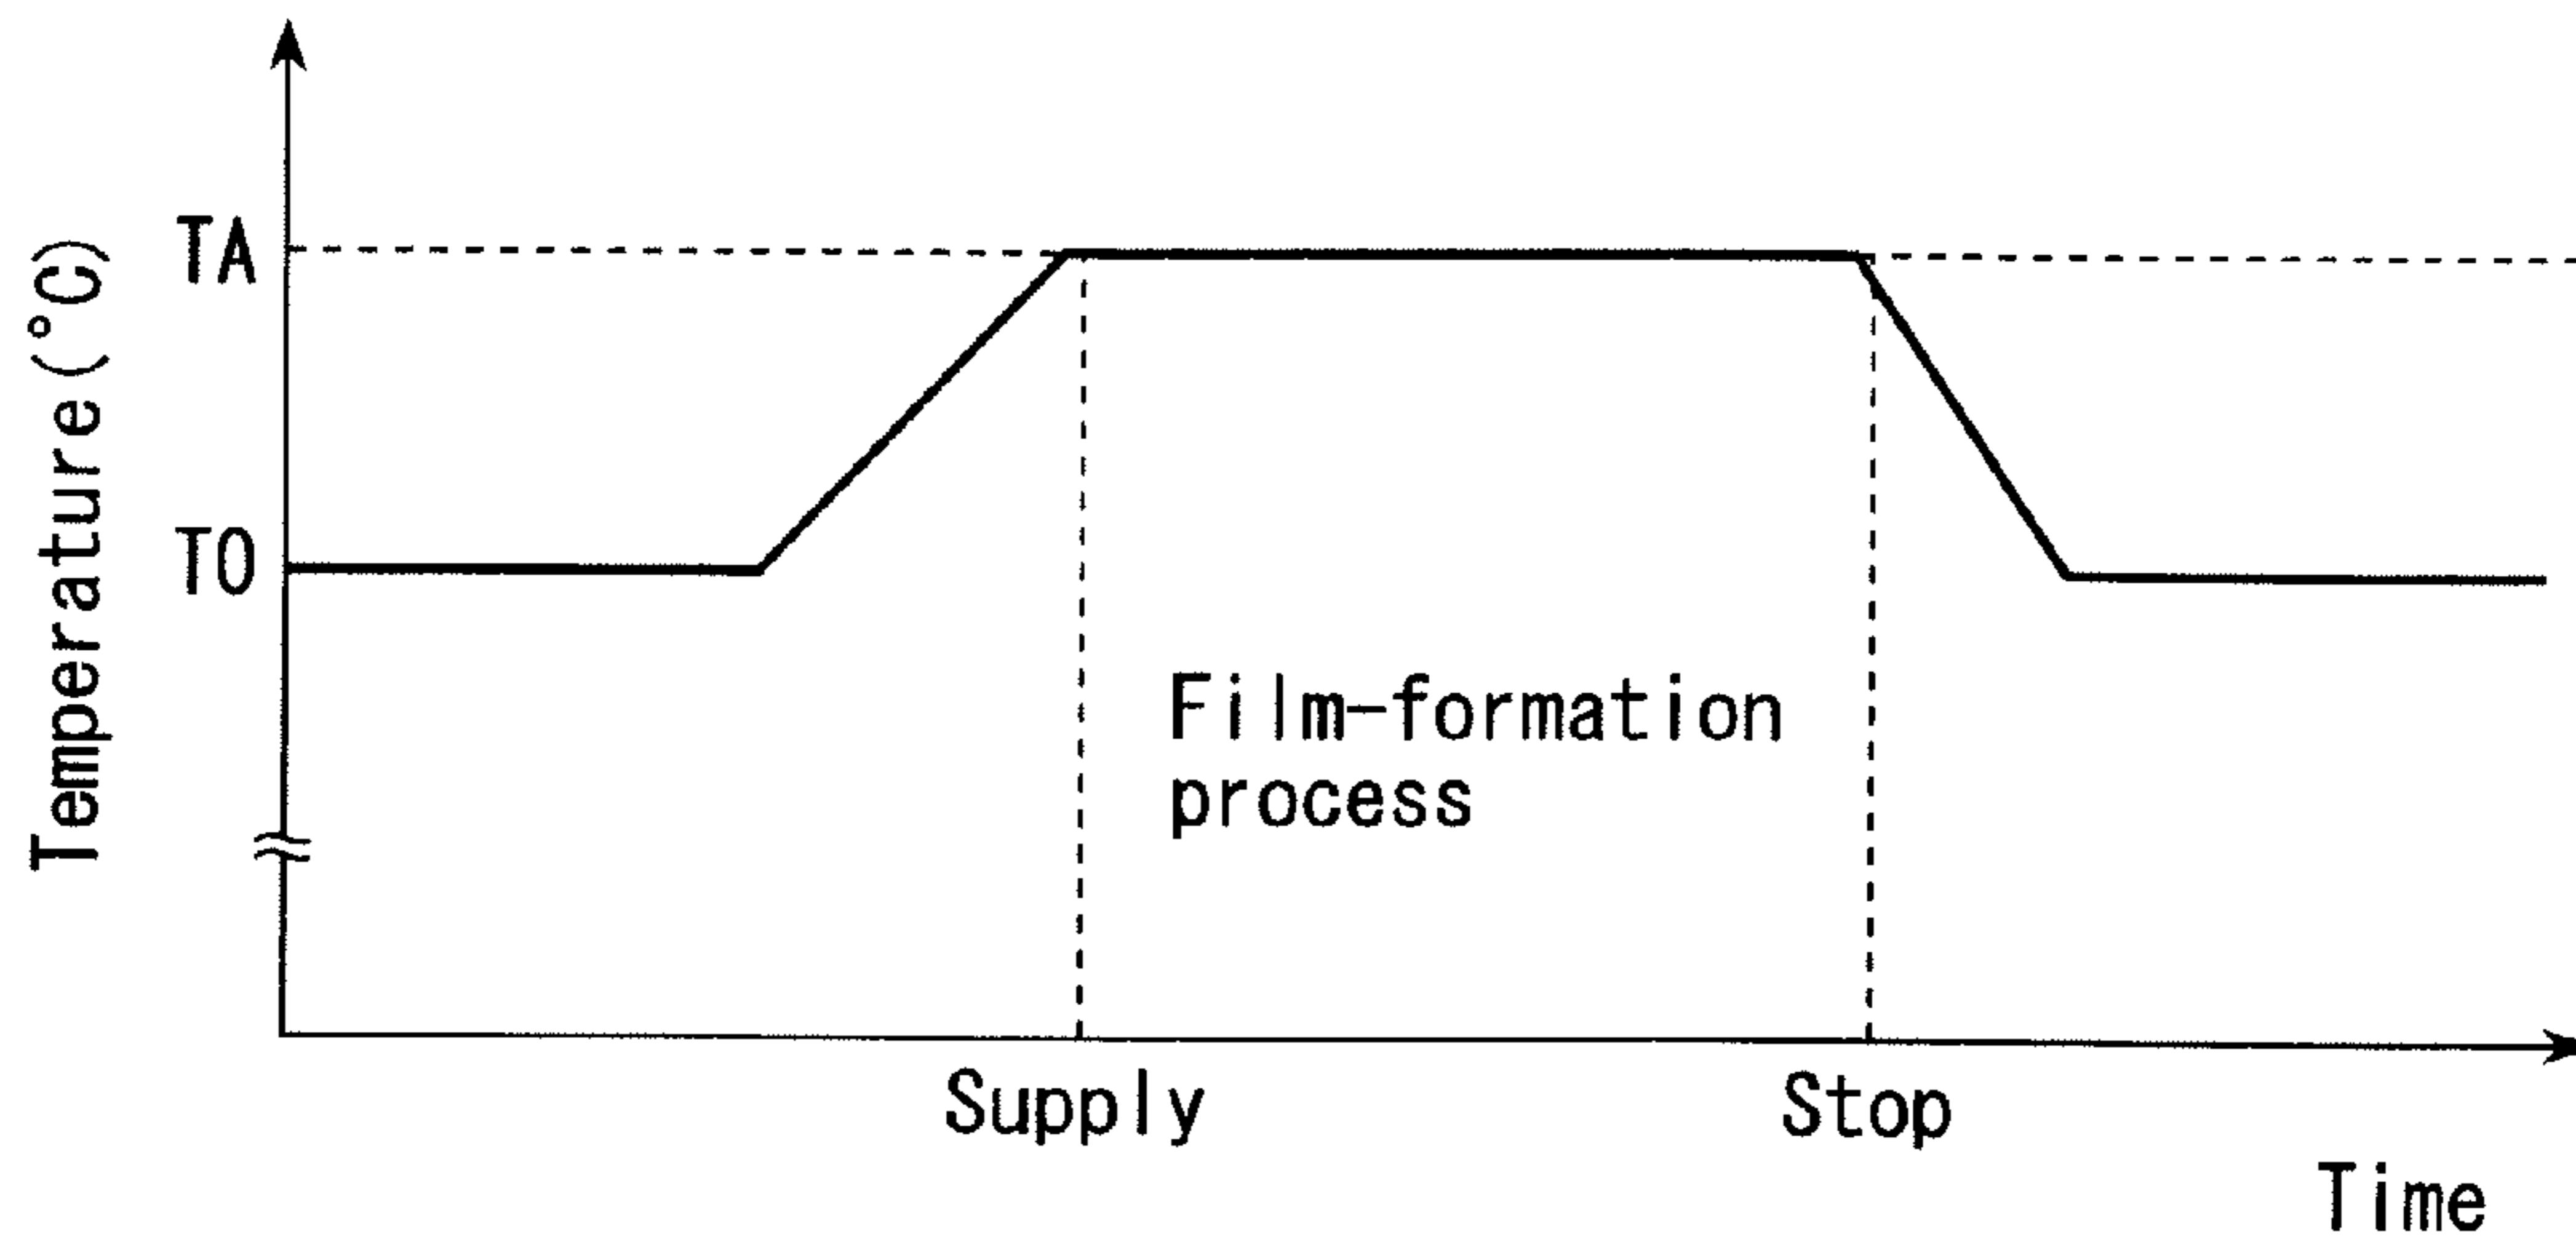 Temperature(°C)
TA
T0
Film-formation
process
Supply
Stop
Time